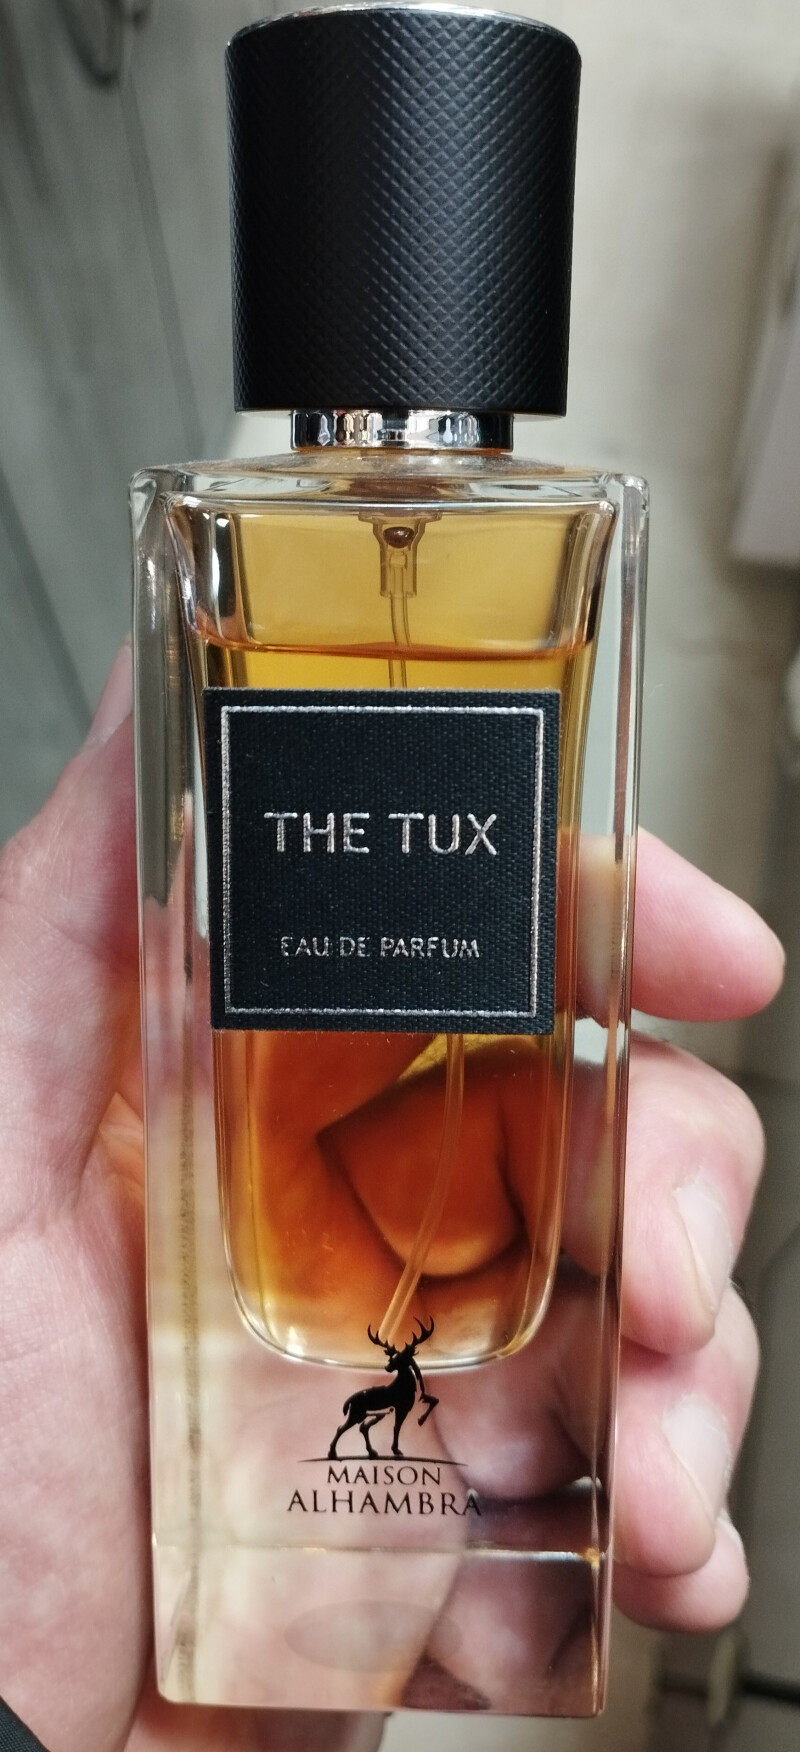 THE TUX
EAU DE PARFUM
MAISON
ALHAMBRA